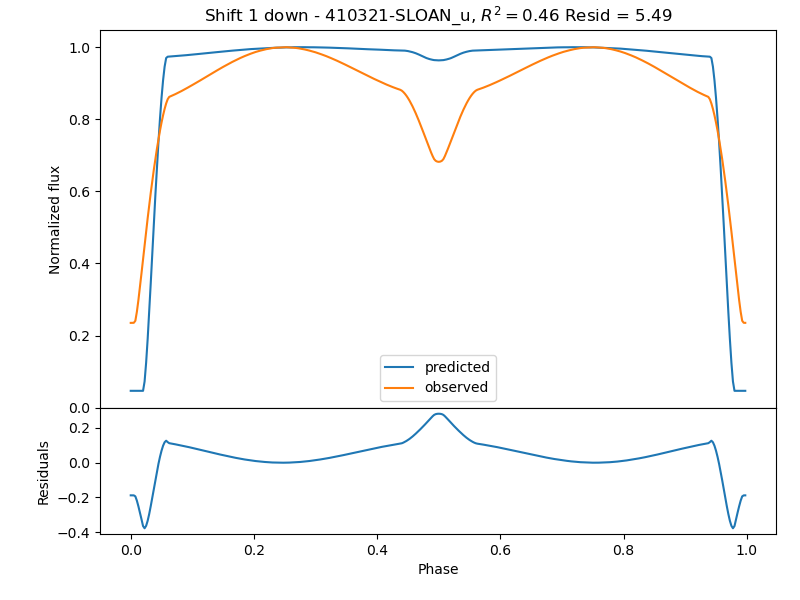 Shift 1 down - 410321-SLOAN_u, R² = 0.46 Resid = 5.49
Normalized flux
1.0
0.8
0.6
0.4
0.2
0.0
predicted
observed
Residuals
0.2
0.0
−0.2
−0.4
0.0 0.2 0.4 0.6 0.8 1.0
Phase